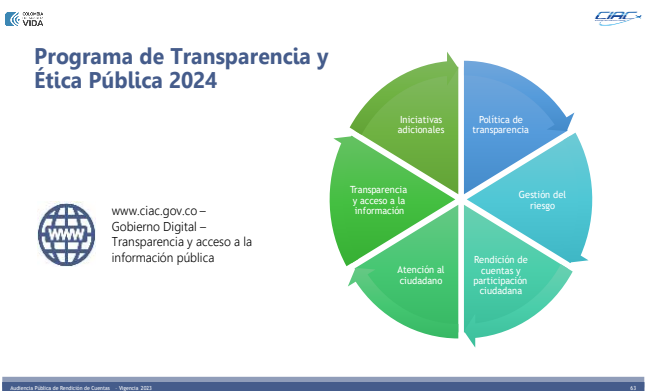 COLOMBIA
VIDA
CIAC
Programa de Transparencia y
Ética Pública 2024
Iniciativas
adicionales
Política de
transparencia
Transparencia
y acceso a la
información
Gestión del
riesgo
Atención al
ciudadano
Rendición de
cuentas y
participación
ciudadana
WWW
www.ciac.gov.co –
Gobierno Digital –
Transparencia y acceso a la
información pública
Audiencia Pública de Rendición de Cuentas - Vigencia 2023
63